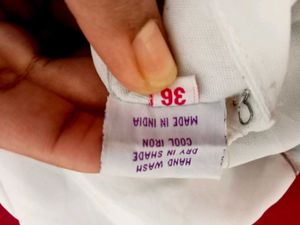 36
MADE IN INDIA
COOL IRON
DRY IN SHADE
HAND WASH